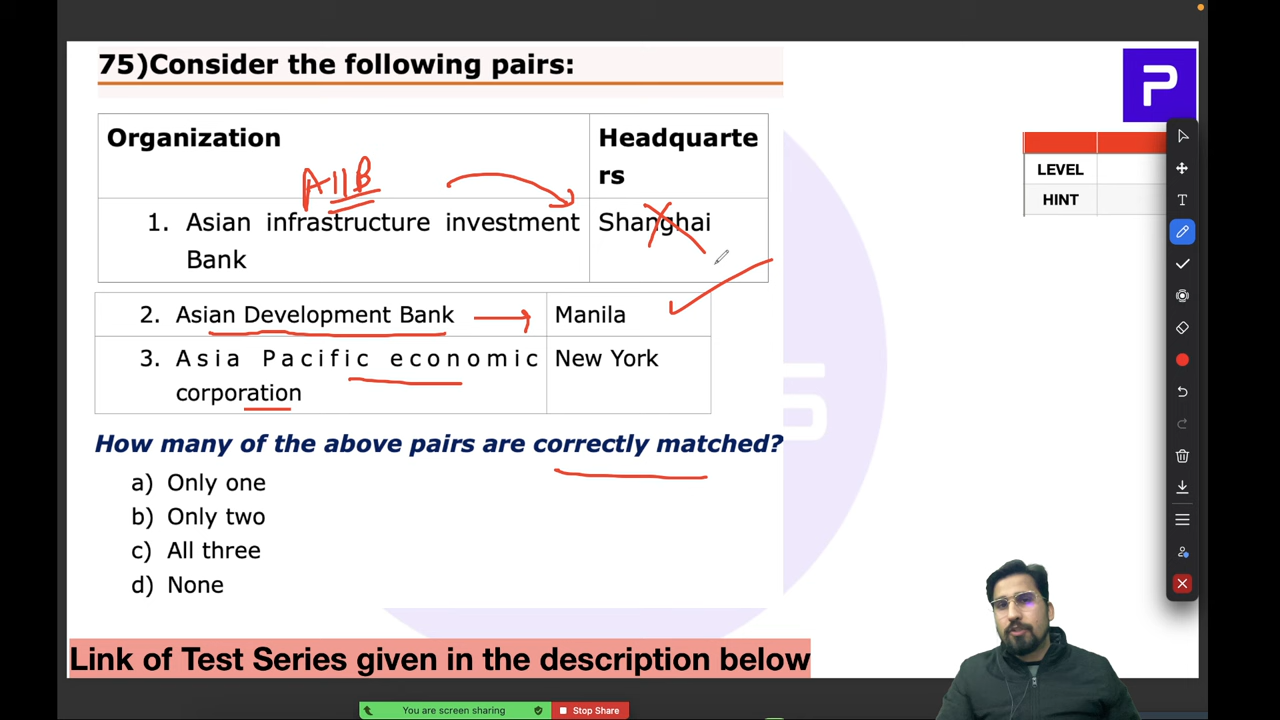 75)Consider the following pairs:
P
Organization
Headquarte
rs
AIIB
1. Asian infrastructure investment
Bank
Shanghai
LEVEL
HINT
2. Asian Development Bank
Manila
3. Asia Pacific economic
corporation
New York
How many of the above pairs are correctly matched?
a) Only one
b) Only two
c) All three
d) None
Link of Test Series given in the description below
You are screen sharing
Stop Share